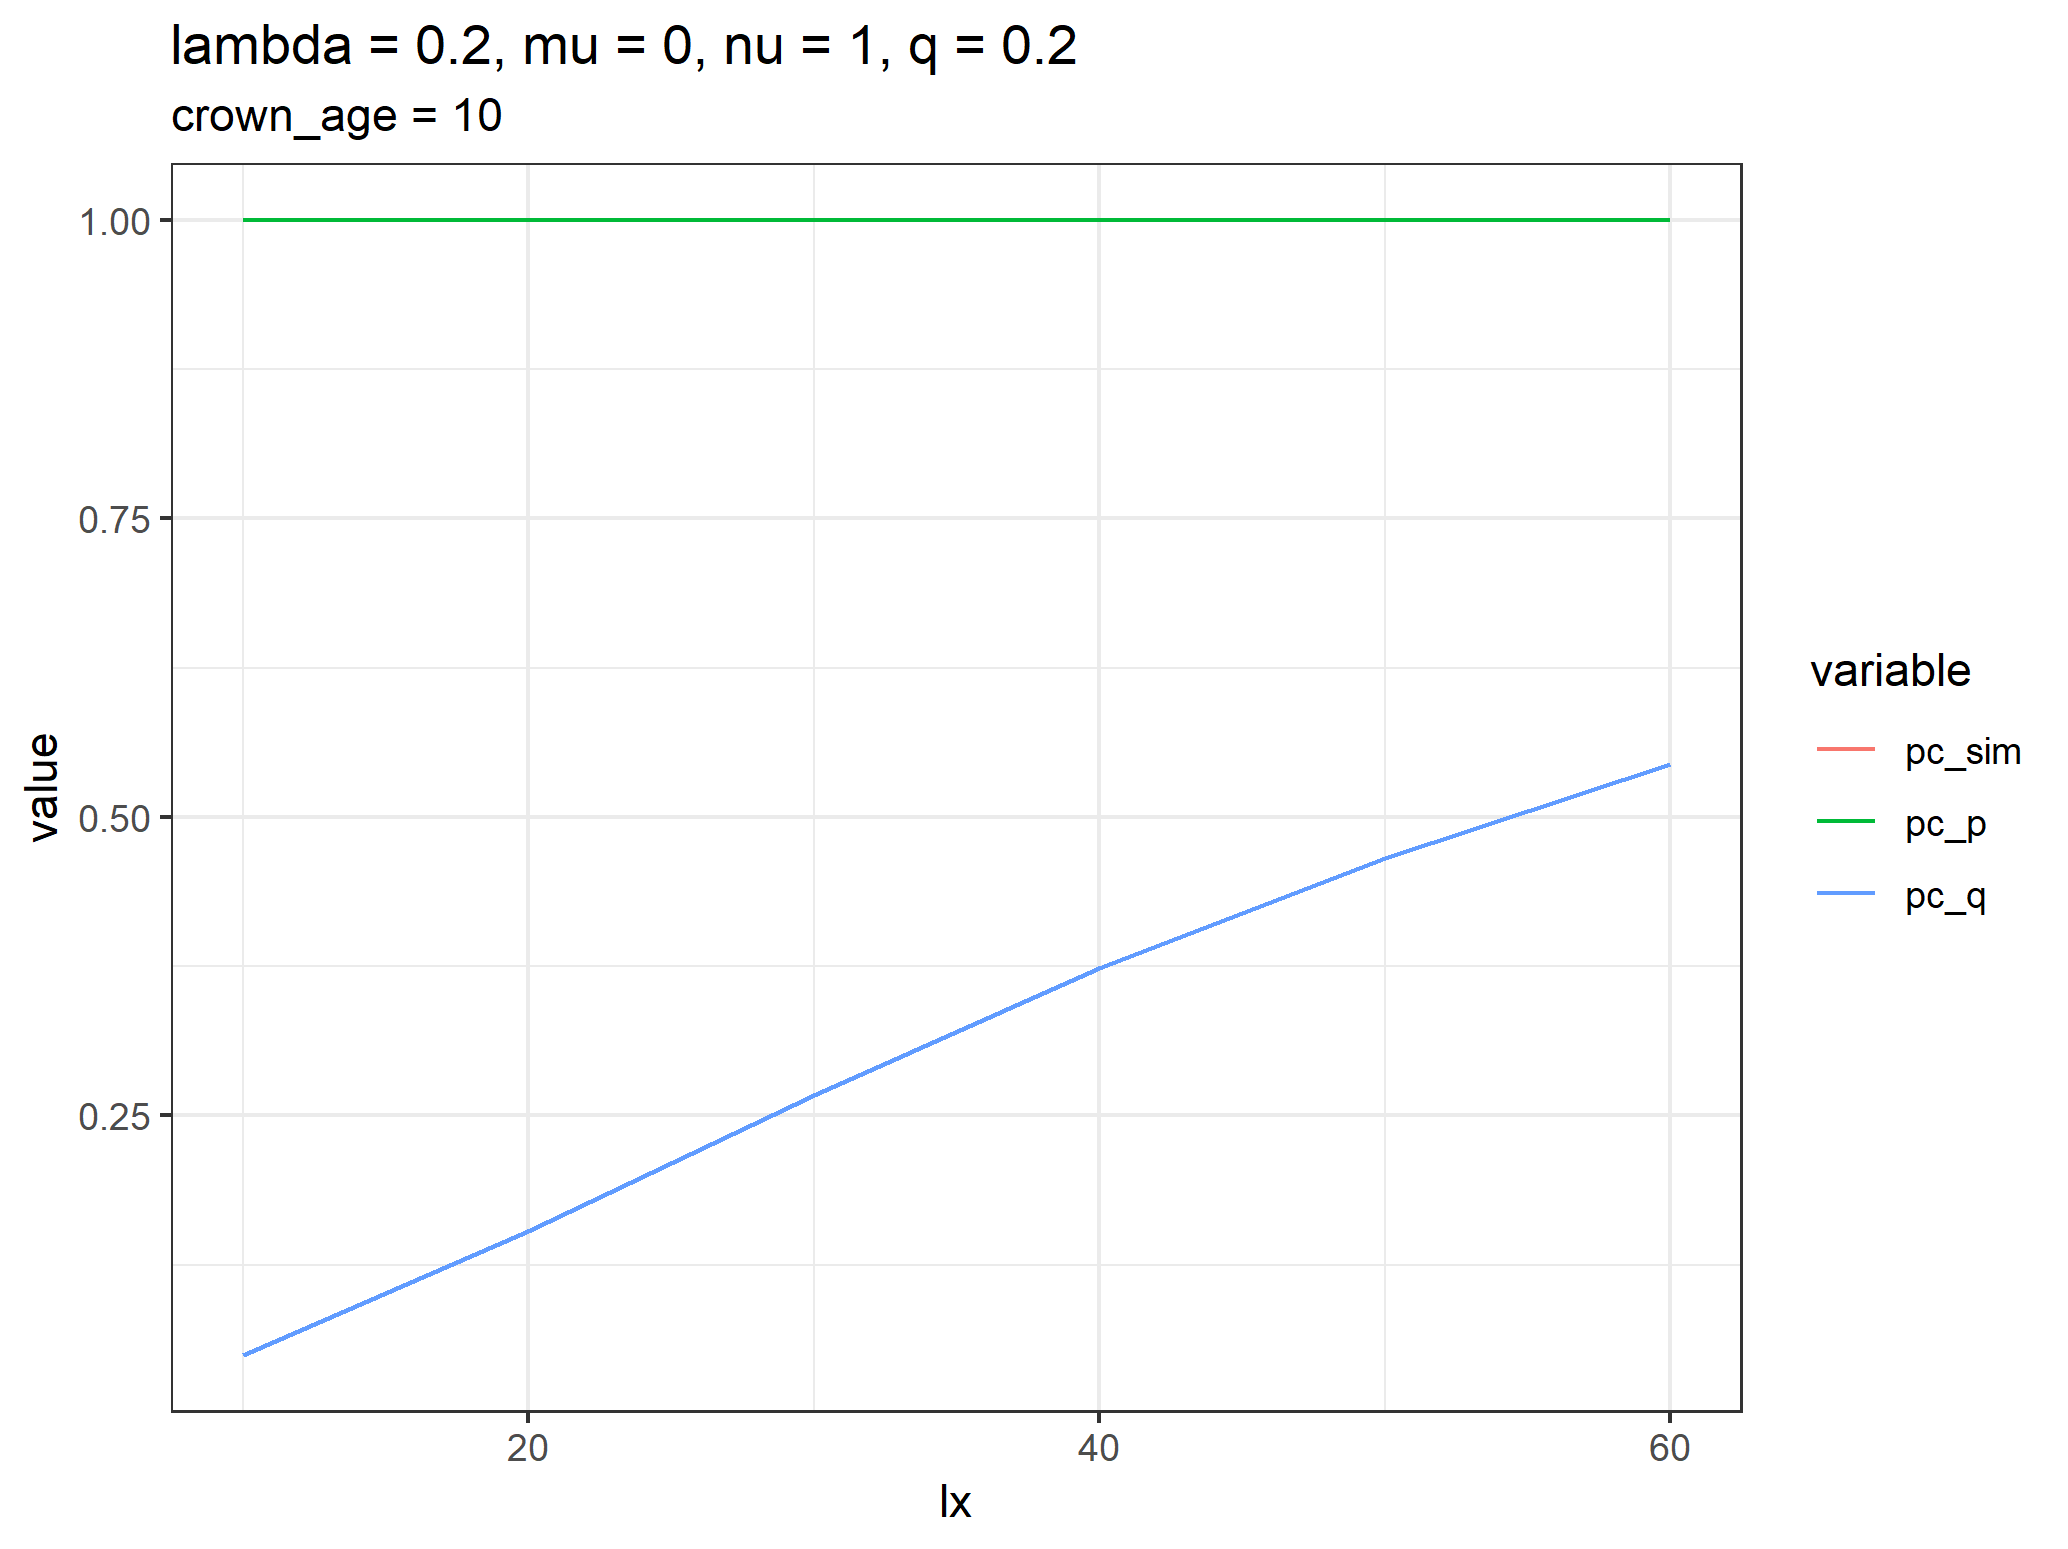 lambda = 0.2, mu = 0, nu = 1, q = 0.2
crown_age = 10
1.00
0.75
0.50
0.25
value
20
40
60
lx
variable
pc_sim
pc_p
pc_q